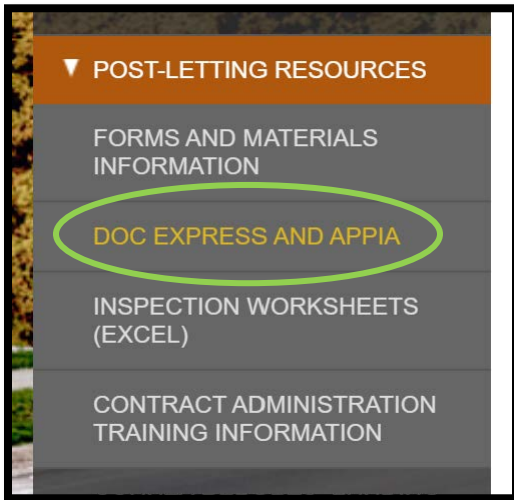 POST-LETTING RESOURCES
FORMS AND MATERIALS
INFORMATION
DOC EXPRESS AND APPIA
INSPECTION WORKSHEETS
(EXCEL)
CONTRACT ADMINISTRATION
TRAINING INFORMATION